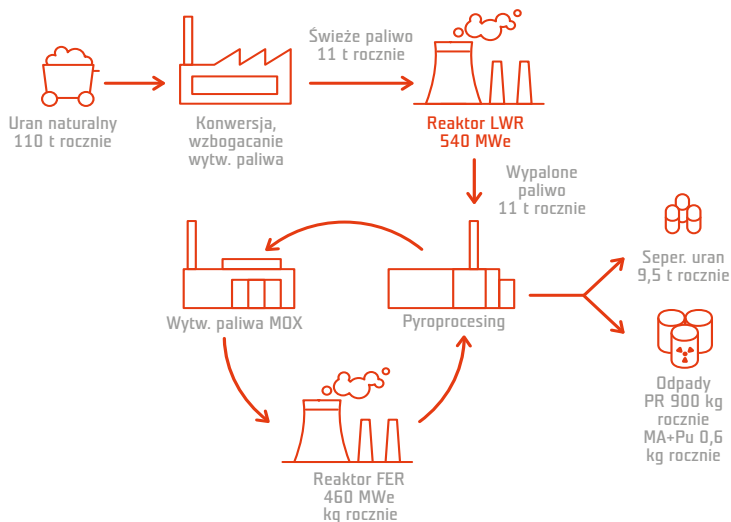 Świeże paliwo
11 t rocznie
Uran naturalny
110 t rocznie
Konwersja,
wzbogacanie
wytw. paliwa
Reaktor LWR
540 MWe
Wypalone
paliwo
11 t rocznie
Seper. uran
9,5 t rocznie
Wytw. paliwa MOX
Pyroprocesing
Odpady
PR 900 kg
rocznie
MA+Pu 0,6
kg rocznie
Reaktor FER
460 MWe
kg rocznie